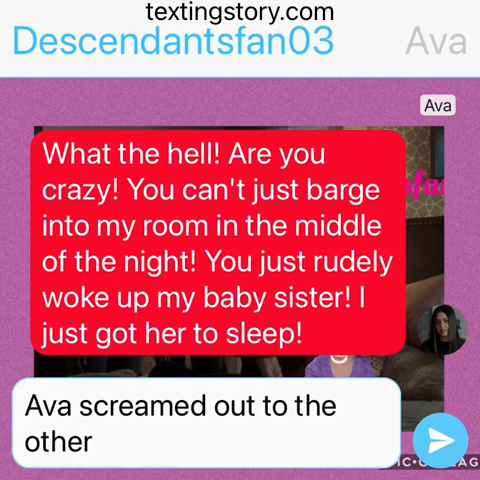 textingstory.com
Descendantsfan03
Ava
Ava
What the hell! Are you
crazy! You can't just barge
into my room in the middle
of the night! You just rudely
woke up my baby sister! I
just got her to sleep!
Ava screamed out to the
other